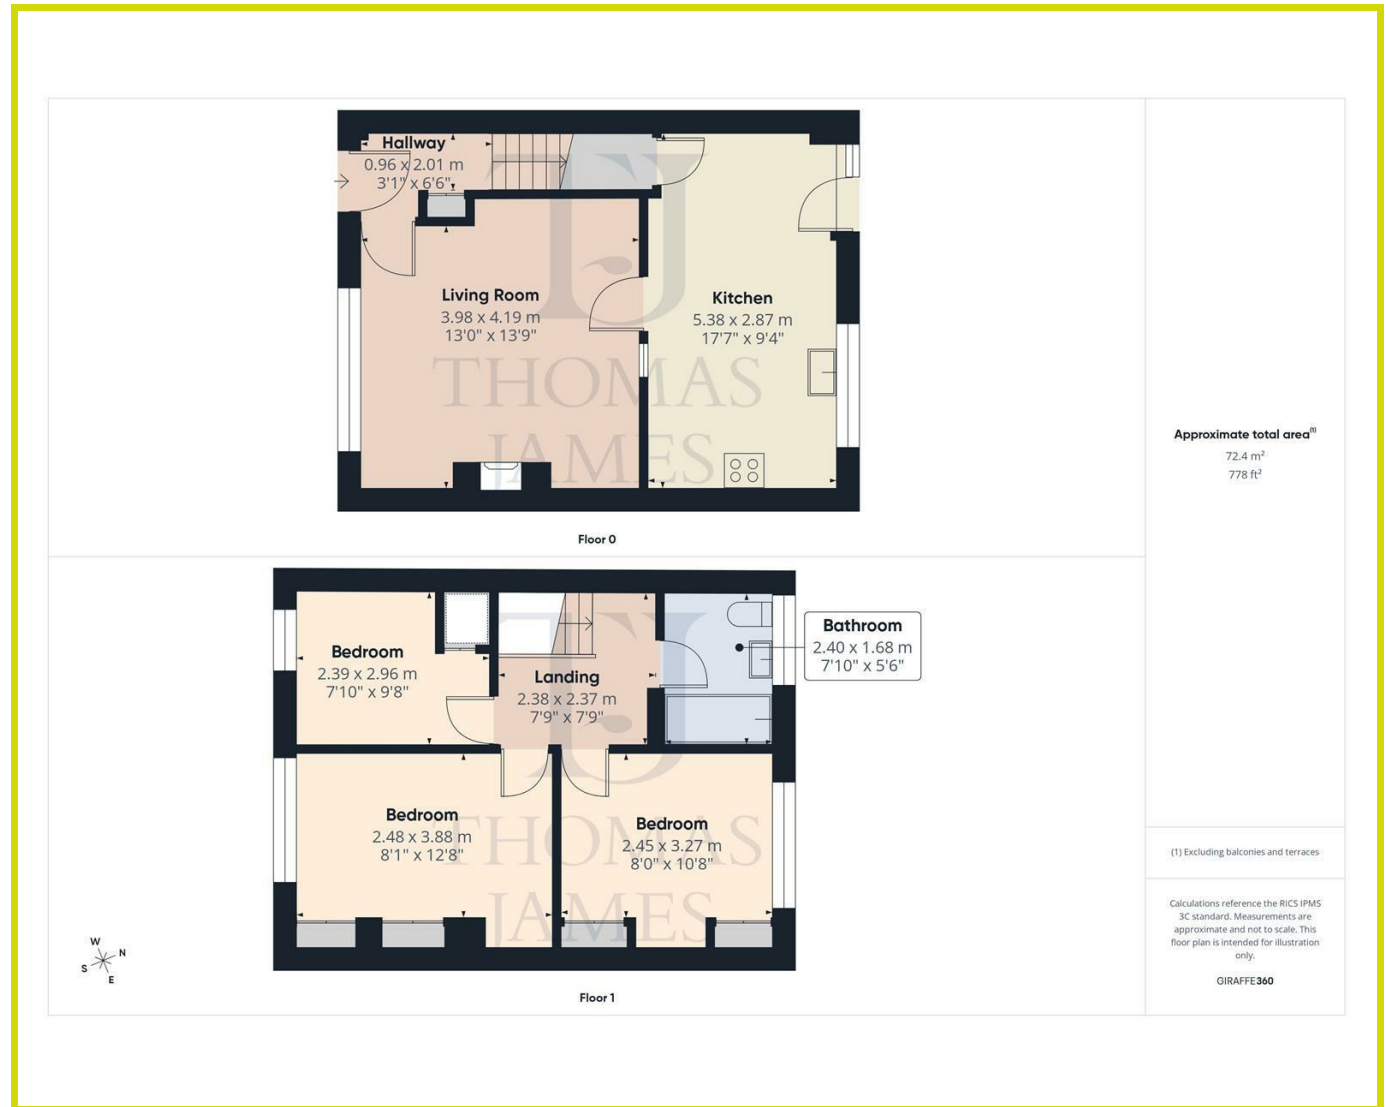 Hallway
0.96 x 2.01 m
3'1" x 6'6"
Living Room
3.98 x 4.19 m
13'0" x 13'9"
Kitchen
5.38 x 2.87 m
17'7" x 9'4"
TJ
THOMAS
JAMES
Floor 0
Approximate total area(1)
72.4 m²
778 ft²
Bedroom
2.39 x 2.96 m
7'10" x 9'8"
Landing
2.38 x 2.37 m
7'9" x 7'9"
Bathroom
2.40 x 1.68 m
7'10" x 5'6"
Bedroom
2.48 x 3.88 m
8'1" x 12'8"
Bedroom
2.45 x 3.27 m
8'0" x 10'8"
TJ
THOMAS
JAMES
W
N
S
E
Floor 1
(1) Excluding balconies and terraces
Calculations reference the RICS IPMS
3C standard. Measurements are
approximate and not to scale. This
floor plan is intended for illustration
only.
GIRAFFE360